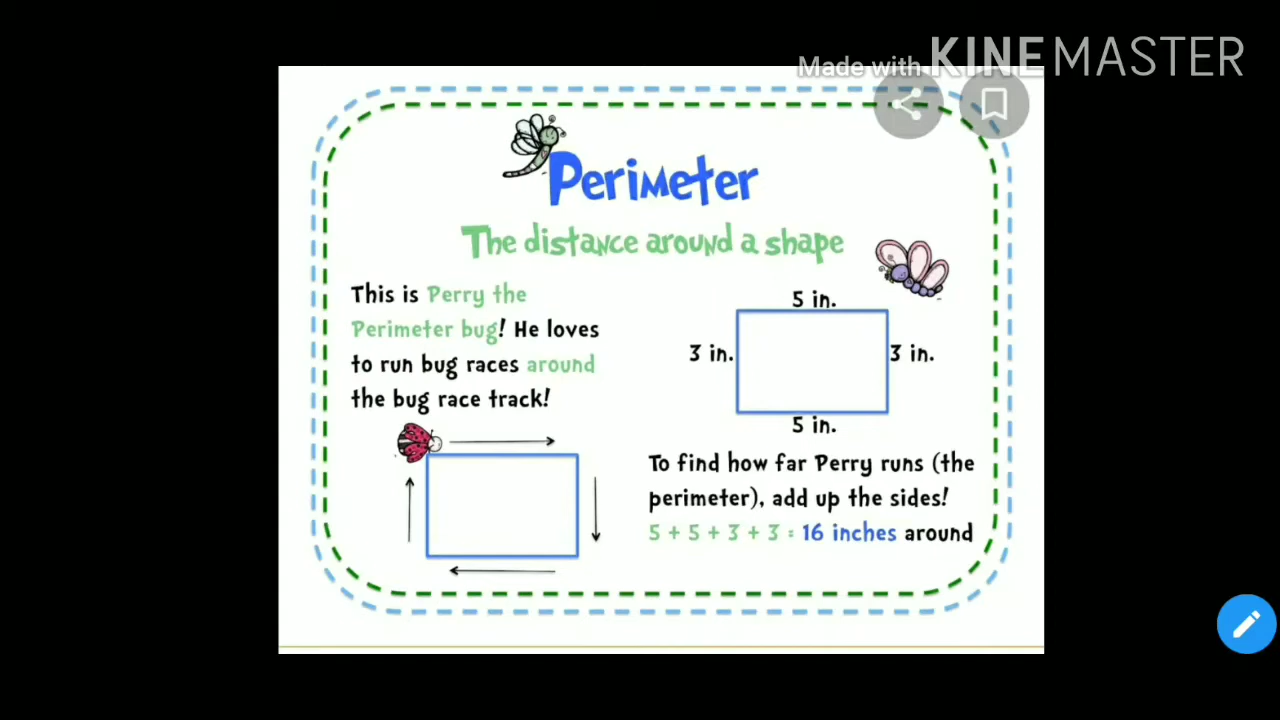 Made with KINEMASTER
Perimeter
The distance around a shape
This is Perry the
Perimeter bug! He loves
to run bug races around
the bug race track!
5 in.
3 in.
3 in.
5 in.
To find how far Perry runs (the
perimeter), add up the sides!
5 + 5 + 3 + 3 = 16 inches around